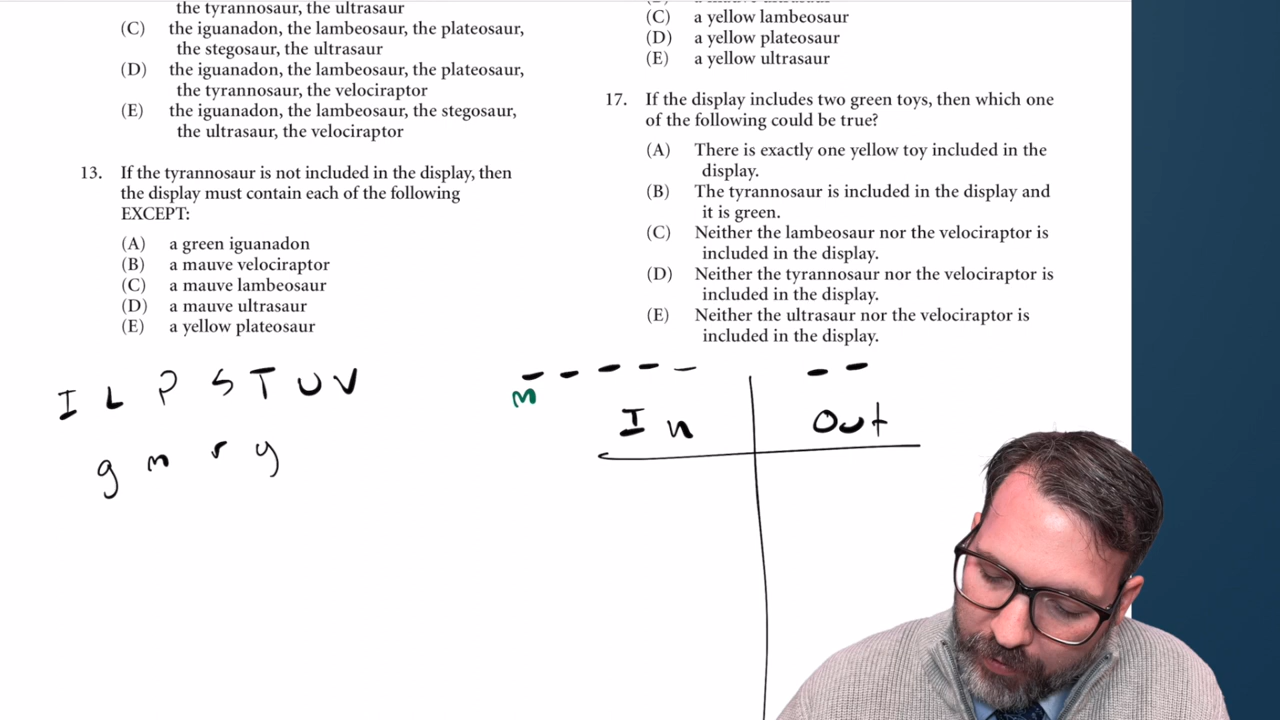 the tyrannosaur, the ultrasaur
(C) the iguanadon, the lambeosaur, the plateosaur,
the stegosaur, the ultrasaur
(D) the iguanadon, the lambeosaur, the plateosaur,
the tyrannosaur, the velociraptor
(E) the iguanadon, the lambeosaur, the stegosaur,
the ultrasaur, the velociraptor
13. If the tyrannosaur is not included in the display, then
the display must contain each of the following
EXCEPT:
(A) a green iguanadon
(B) a mauve velociraptor
(C) a mauve lambeosaur
(D) a mauve ultrasaur
(E) a yellow plateosaur
(C) a yellow lambeosaur
(D) a yellow plateosaur
(E) a yellow ultrasaur
17. If the display includes two green toys, then which one
of the following could be true?
(A) There is exactly one yellow toy included in the
display.
(B) The tyrannosaur is included in the display and
it is green.
(C) Neither the lambeosaur nor the velociraptor is
included in the display.
(D) Neither the tyrannosaur nor the velociraptor is
included in the display.
(E) Neither the ultrasaur nor the velociraptor is
included in the display.
I L P S T U V
g m r y
m
In Out